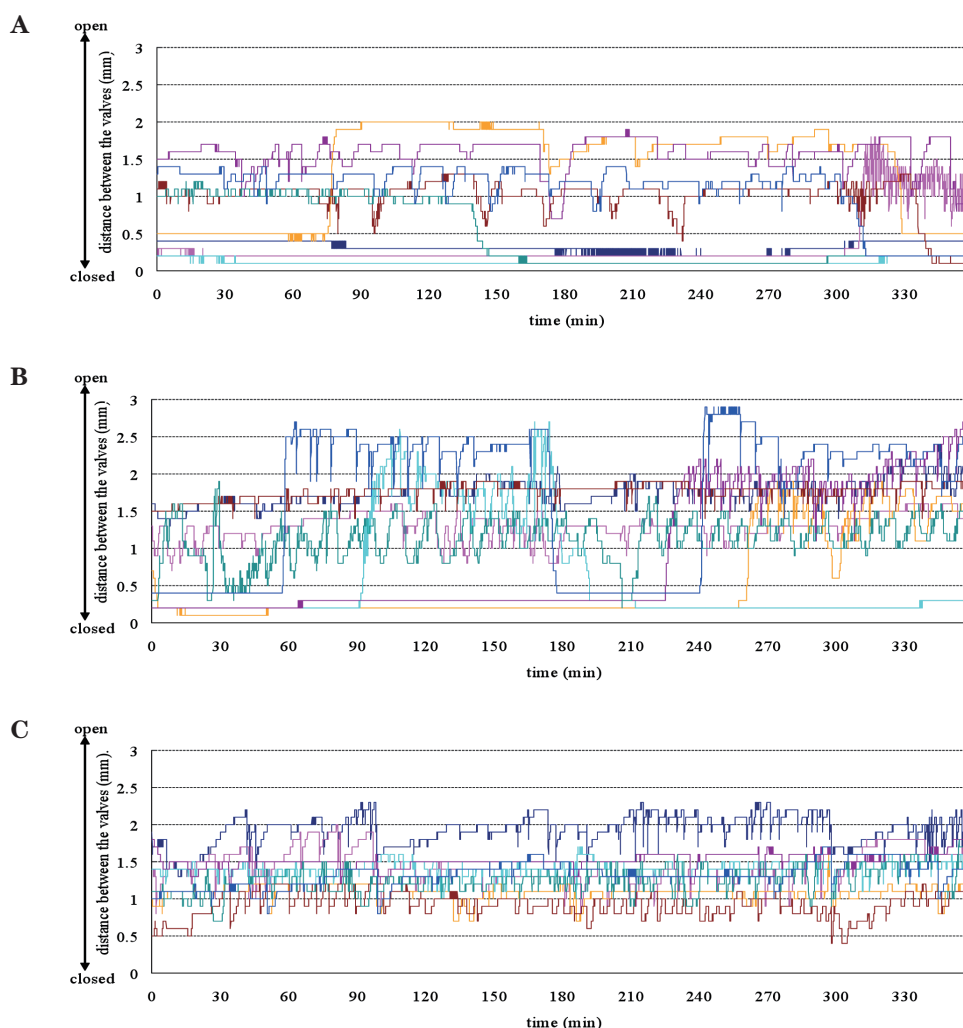 A
open
distance between the valves (mm)
3
2.5
2
1.5
1
0.5
0
closed
0 30 60 90 120 150 180 210 240 270 300 330
time (min)
B
open
distance between the valves (mm)
3
2.5
2
1.5
1
0.5
0
closed
0 30 60 90 120 150 180 210 240 270 300 330
time (min)
C
open
distance between the valves (mm).
3
2.5
2
1.5
1
0.5
0
closed
0 30 60 90 120 150 180 210 240 270 300 330
time (min)